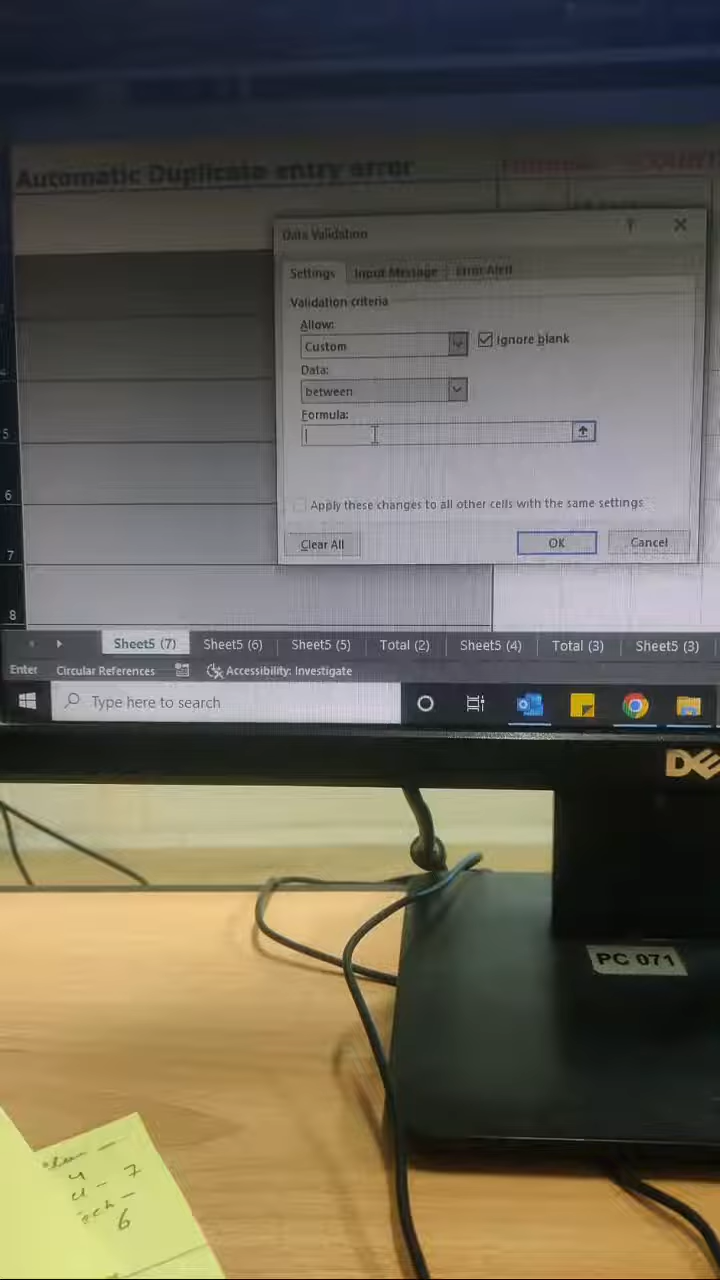 Automatic Duplicate entry error
Data Validation
?
Settings
Input Message
Error Alert
Validation criteria
Allow:
Custom
Ignore blank
Data:
between
Formula:
Apply these changes to all other cells with the same settings
Clear All
OK
Cancel
5
6
7
8
Sheet5 (7)
Sheet5 (6)
Sheet5 (5)
Total (2)
Sheet5 (4)
Total (3)
Sheet5 (3)
Enter
Circular References
Accessibility: Investigate
Type here to search
DE
PC 071
4
- 7
6